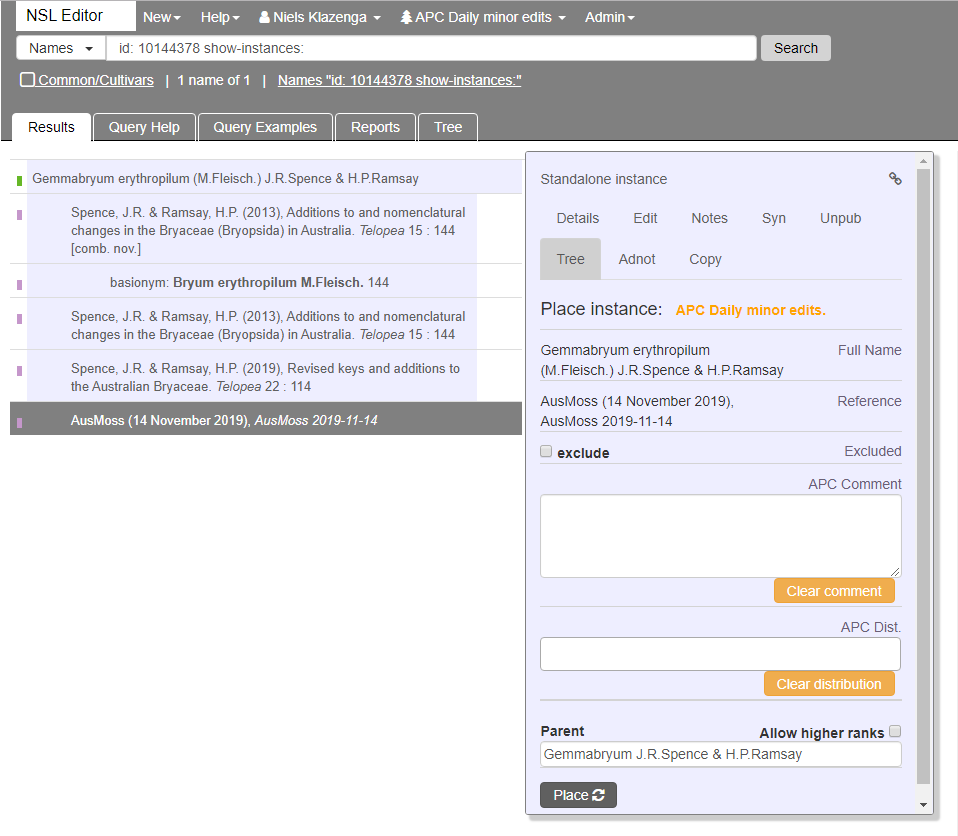 NSL Editor New Help Niels Klazenga APC Daily minor edits Admin
Names id: 10144378 show-instances: Search
Common/Cultivars | 1 name of 1 | Names "id: 10144378 show-instances:"
Results Query Help Query Examples Reports Tree
Gemmabryum erythropilum (M.Fleisch.) J.R.Spence & H.P.Ramsay
Spence, J.R. & Ramsay, H.P. (2013), Additions to and nomenclatural
changes in the Bryaceae (Bryopsida) in Australia. Telopea 15 : 144
[comb. nov.]
basionym: Bryum erythropilum M.Fleisch. 144
Spence, J.R. & Ramsay, H.P. (2013), Additions to and nomenclatural
changes in the Bryaceae (Bryopsida) in Australia. Telopea 15 : 144
Spence, J.R. & Ramsay, H.P. (2019), Revised keys and additions to
the Australian Bryaceae. Telopea 22 : 114
AusMoss (14 November 2019), AusMoss 2019-11-14
Standalone instance
Details Edit Notes Syn Unpub
Tree Adnot Copy
Place instance: APC Daily minor edits.
Gemmabryum erythropilum Full Name
(M.Fleisch.) J.R.Spence & H.P.Ramsay
AusMoss (14 November 2019), Reference
AusMoss 2019-11-14
exclude Excluded
APC Comment
Clear comment
APC Dist.
Clear distribution
Parent Allow higher ranks
Gemmabryum J.R.Spence & H.P.Ramsay
Place